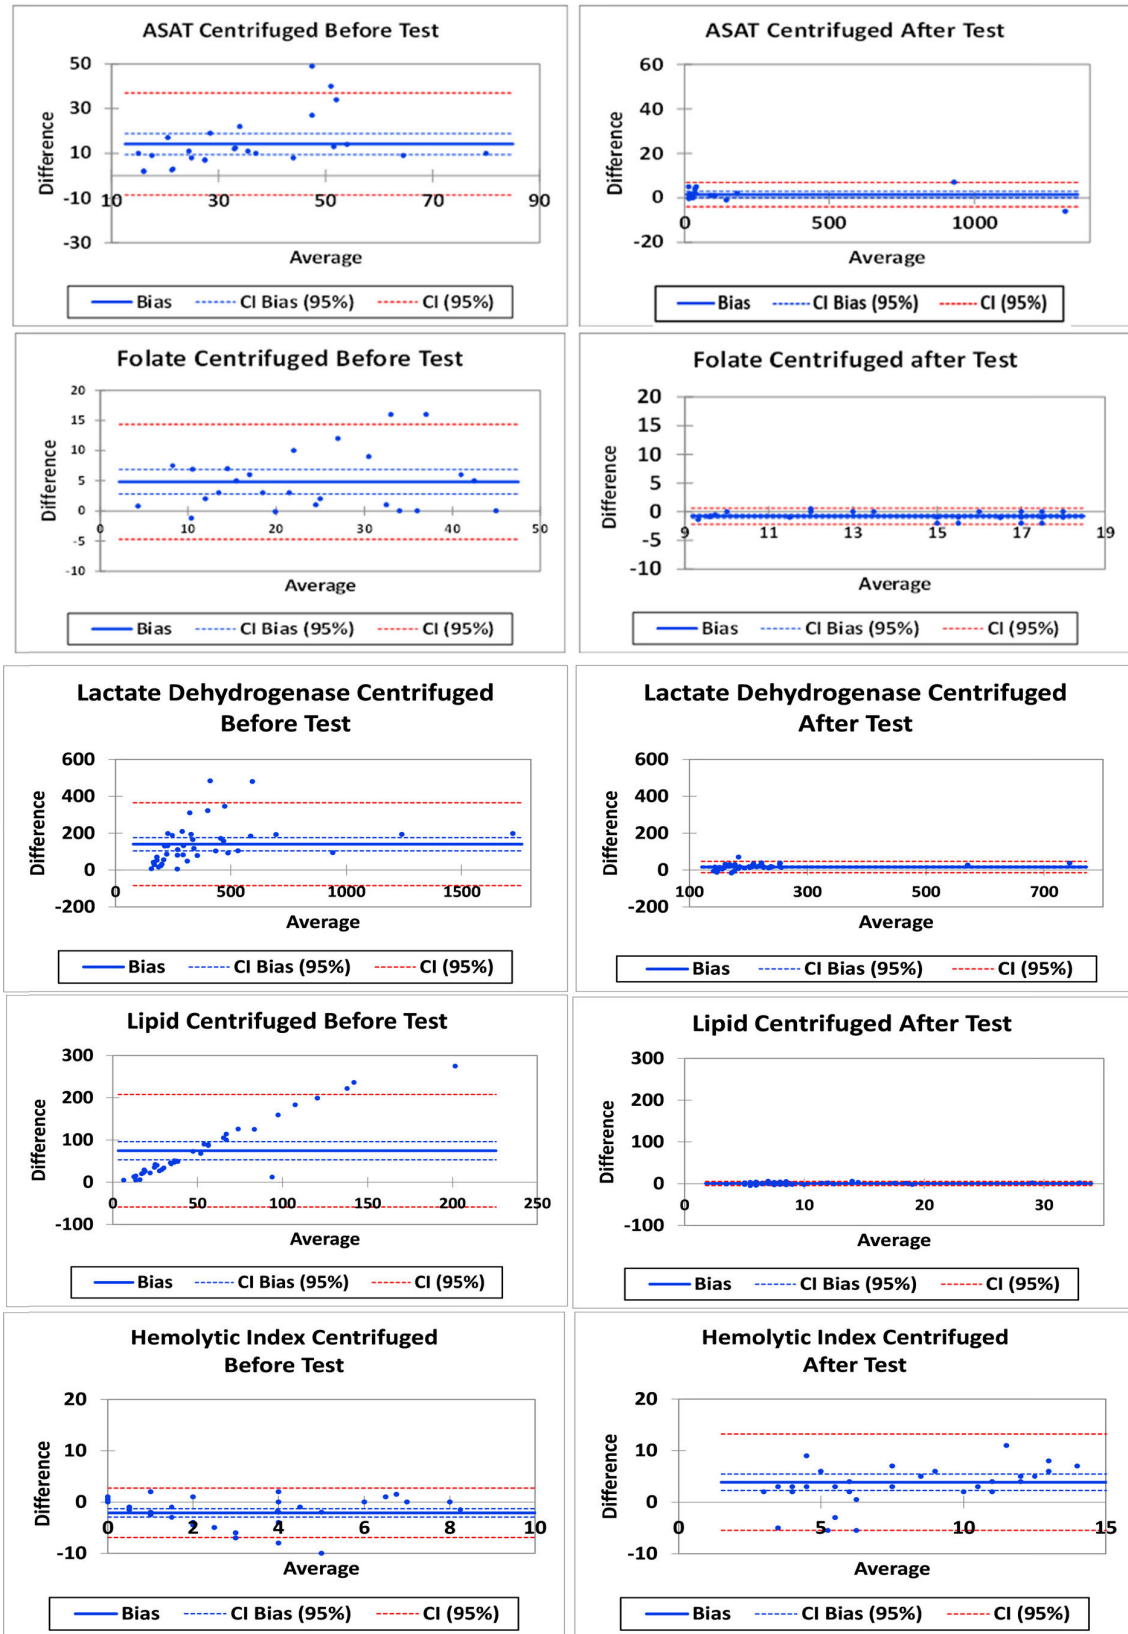 ASAT Centrifuged Before Test
50
30
10
-10
-30
10
30
50
70
90
Difference
Average
Bias CI Bias (95%) CI (95%)
ASAT Centrifuged After Test
60
40
20
0
-20
0
500
1000
Difference
Average
Bias CI Bias (95%) CI (95%)
Folate Centrifuged Before Test
20
15
10
5
0
-5
-10
0
10
20
30
40
50
Difference
Average
Bias CI Bias (95%) CI (95%)
Folate Centrifuged after Test
20
15
10
5
0
-5
-10
9
11
13
15
17
19
Difference
Average
Bias CI Bias (95%) CI (95%)
Lactate Dehydrogenase Centrifuged
Before Test
600
400
200
0
-200
0
500
1000
1500
Difference
Average
Bias CI Bias (95%) CI (95%)
Lactate Dehydrogenase Centrifuged
After Test
600
400
200
0
-200
100
300
500
700
Difference
Average
Bias CI Bias (95%) CI (95%)
Lipid Centrifuged Before Test
300
200
100
0
-100
0
50
100
150
200
250
Difference
Average
Bias CI Bias (95%) CI (95%)
Lipid Centrifuged After Test
300
200
100
0
-100
0
10
20
30
Difference
Average
Bias CI Bias (95%) CI (95%)
Hemolytic Index Centrifuged
Before Test
20
10
0
-10
0
2
4
6
8
10
Difference
Average
Bias CI Bias (95%) CI (95%)
Hemolytic Index Centrifuged
After Test
20
10
0
-10
0
5
10
15
Difference
Average
Bias CI Bias (95%) CI (95%)